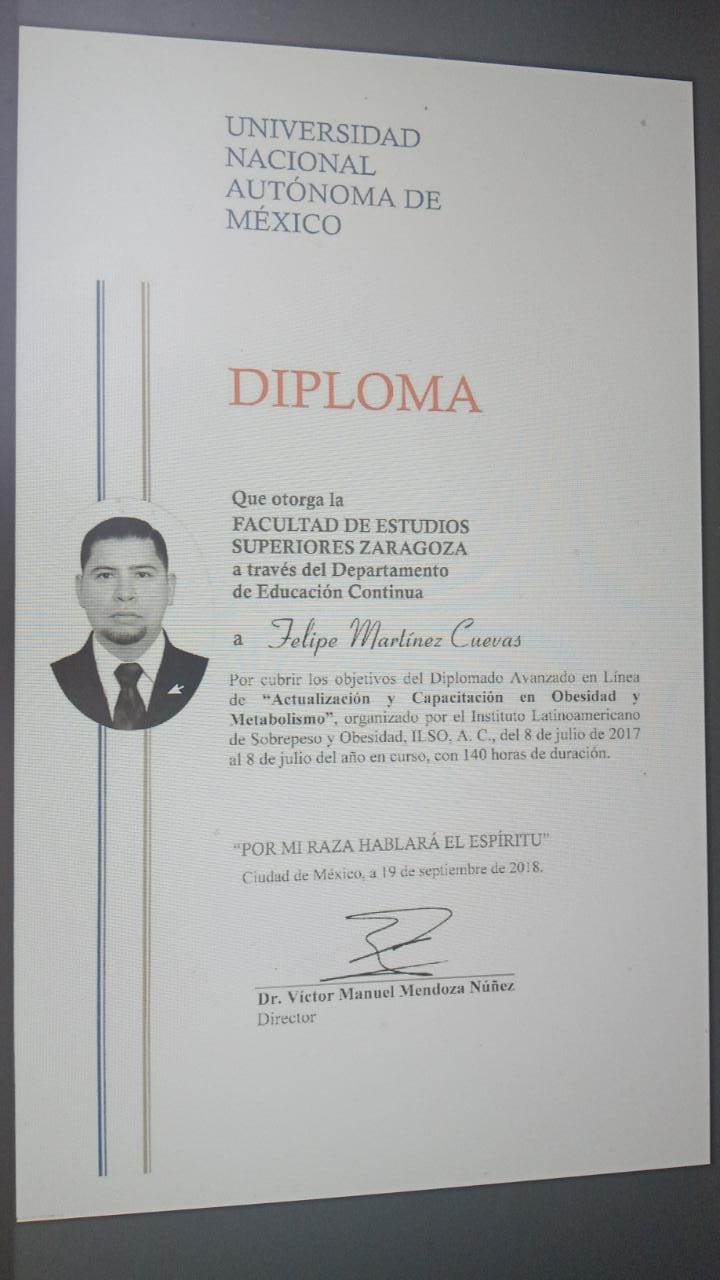 UNIVERSIDAD
NACIONAL
AUTÓNOMA DE
MÉXICO
DIPLOMA
Que otorga la
FACULTAD DE ESTUDIOS
SUPERIORES ZARAGOZA
a través del Departamento
de Educación Continua
a Felipe Martínez Cuevas
Por cubrir los objetivos del Diplomado Avanzado en Línea
de “Actualización y Capacitación en Obesidad y
Metabolismo”, organizado por el Instituto Latinoamericano
de Sobrepeso y Obesidad, ILSO, A. C., del 8 de julio de 2017
al 8 de julio del año en curso, con 140 horas de duración.
“POR MI RAZA HABLARÁ EL ESPÍRITU”
Ciudad de México, a 19 de septiembre de 2018.
Dr. Víctor Manuel Mendoza Núñez
Director